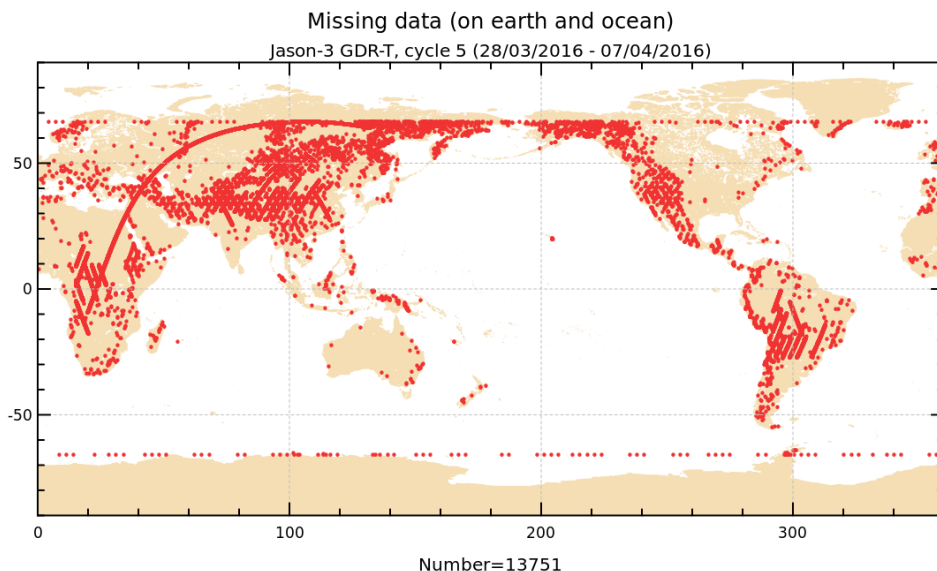 Missing data (on earth and ocean)
Jason-3 GDR-T, cycle 5 (28/03/2016 - 07/04/2016)
50
0
-50
0 100 200 300
Number=13751